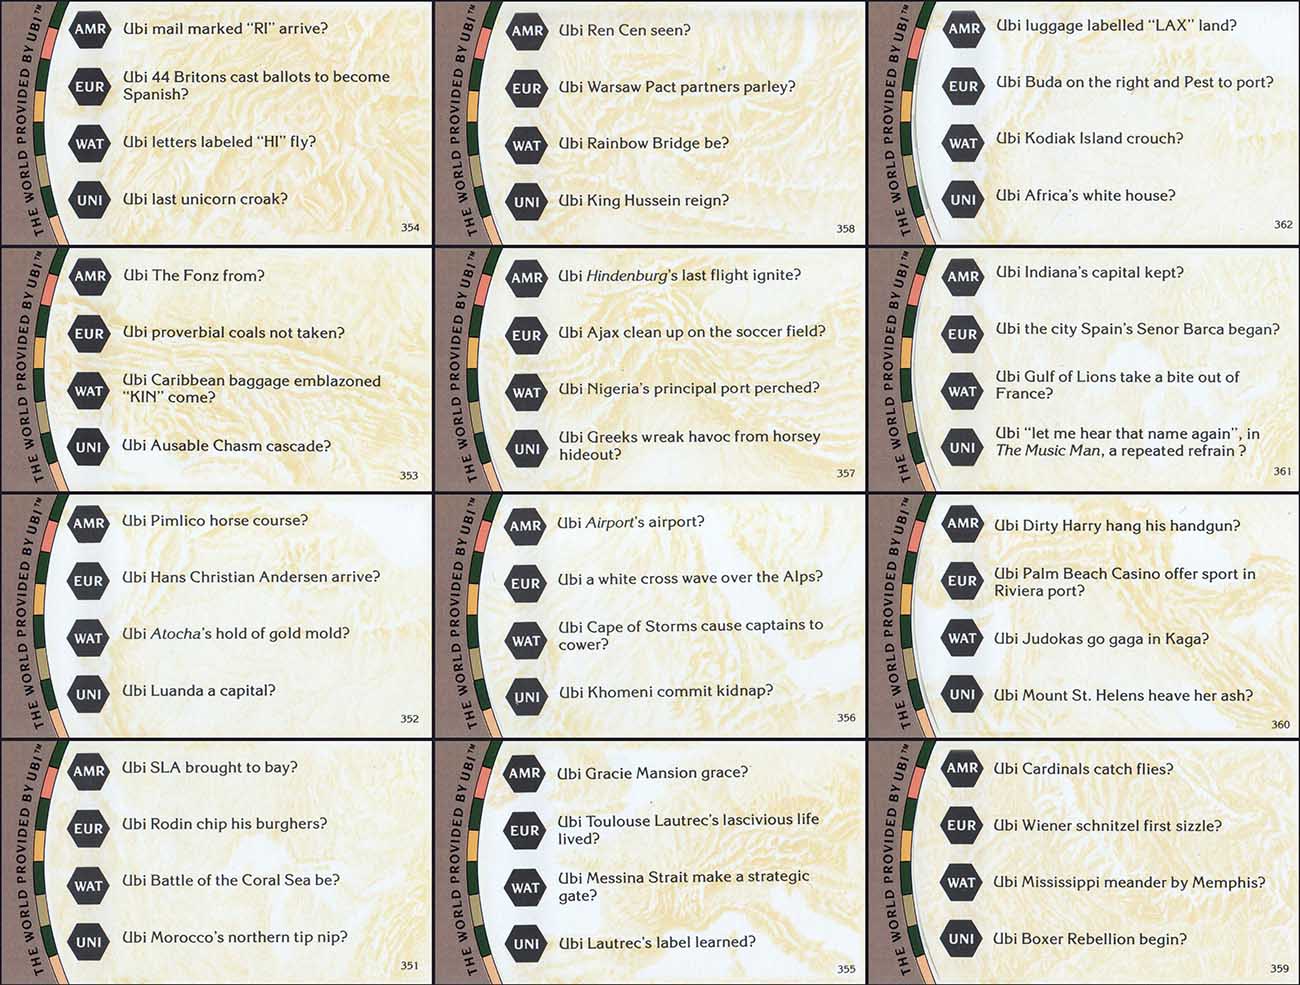 THE WORLD PROVIDED BY UBI™
AMR Ubi mail marked “RI” arrive?
EUR Ubi 44 Britons cast ballots to become
Spanish?
WAT Ubi letters labeled “HI” fly?
UNI Ubi last unicorn croak?
354
THE WORLD PROVIDED BY UBI™
AMR Ubi Ren Cen seen?
EUR Ubi Warsaw Pact partners parley?
WAT Ubi Rainbow Bridge be?
UNI Ubi King Hussein reign?
358
THE WORLD PROVIDED BY UBI™
AMR Ubi luggage labelled “LAX” land?
EUR Ubi Buda on the right and Pest to port?
WAT Ubi Kodiak Island crouch?
UNI Ubi Africa's white house?
362
THE WORLD PROVIDED BY UBI™
AMR Ubi The Fonz from?
EUR Ubi proverbial coals not taken?
WAT Ubi Caribbean baggage emblazoned
“KIN” come?
UNI Ubi Ausable Chasm cascade?
353
THE WORLD PROVIDED BY UBI™
AMR Ubi Hindenburg's last flight ignite?
EUR Ubi Ajax clean up on the soccer field?
WAT Ubi Nigeria's principal port perched?
UNI Ubi Greeks wreak havoc from horsey
hideout?
357
THE WORLD PROVIDED BY UBI™
AMR Ubi Indiana's capital kept?
EUR Ubi the city Spain's Senor Barca began?
WAT Ubi Gulf of Lions take a bite out of
France?
UNI Ubi “let me hear that name again”, in
The Music Man, a repeated refrain?
361
THE WORLD PROVIDED BY UBI™
AMR Ubi Pimlico horse course?
EUR Ubi Hans Christian Andersen arrive?
WAT Ubi Atocha's hold of gold mold?
UNI Ubi Luanda a capital?
352
THE WORLD PROVIDED BY UBI™
AMR Ubi Airport's airport?
EUR Ubi a white cross wave over the Alps?
WAT Ubi Cape of Storms cause captains to
cower?
UNI Ubi Khomeni commit kidnap?
356
THE WORLD PROVIDED BY UBI™
AMR Ubi Dirty Harry hang his handgun?
EUR Ubi Palm Beach Casino offer sport in
Riviera port?
WAT Ubi Judokas go gaga in Kaga?
UNI Ubi Mount St. Helens heave her ash?
360
THE WORLD PROVIDED BY UBI™
AMR Ubi SLA brought to bay?
EUR Ubi Rodin chip his burghers?
WAT Ubi Battle of the Coral Sea be?
UNI Ubi Morocco's northern tip nip?
351
THE WORLD PROVIDED BY UBI™
AMR Ubi Gracie Mansion grace?
EUR Ubi Toulouse Lautrec's lascivious life
lived?
WAT Ubi Messina Strait make a strategic
gate?
UNI Ubi Lautrec's label learned?
355
THE WORLD PROVIDED BY UBI™
AMR Ubi Cardinals catch flies?
EUR Ubi Wiener schnitzel first sizzle?
WAT Ubi Mississippi meander by Memphis?
UNI Ubi Boxer Rebellion begin?
359